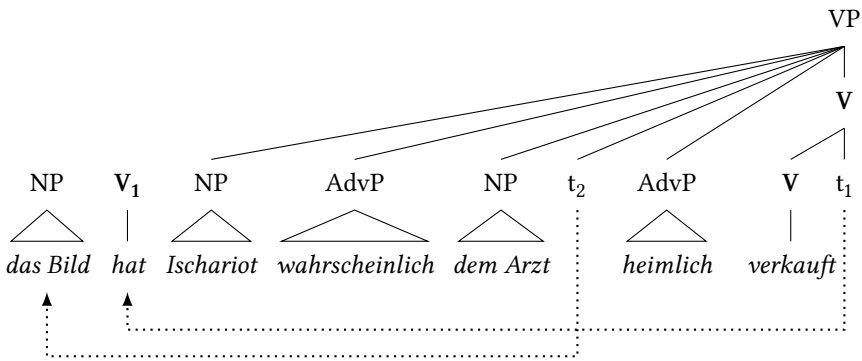 VP
V
NP V₁ NP AdvP NP t₂ AdvP V t₁
das Bild hat Ischariot wahrscheinlich dem Arzt heimlich verkauft